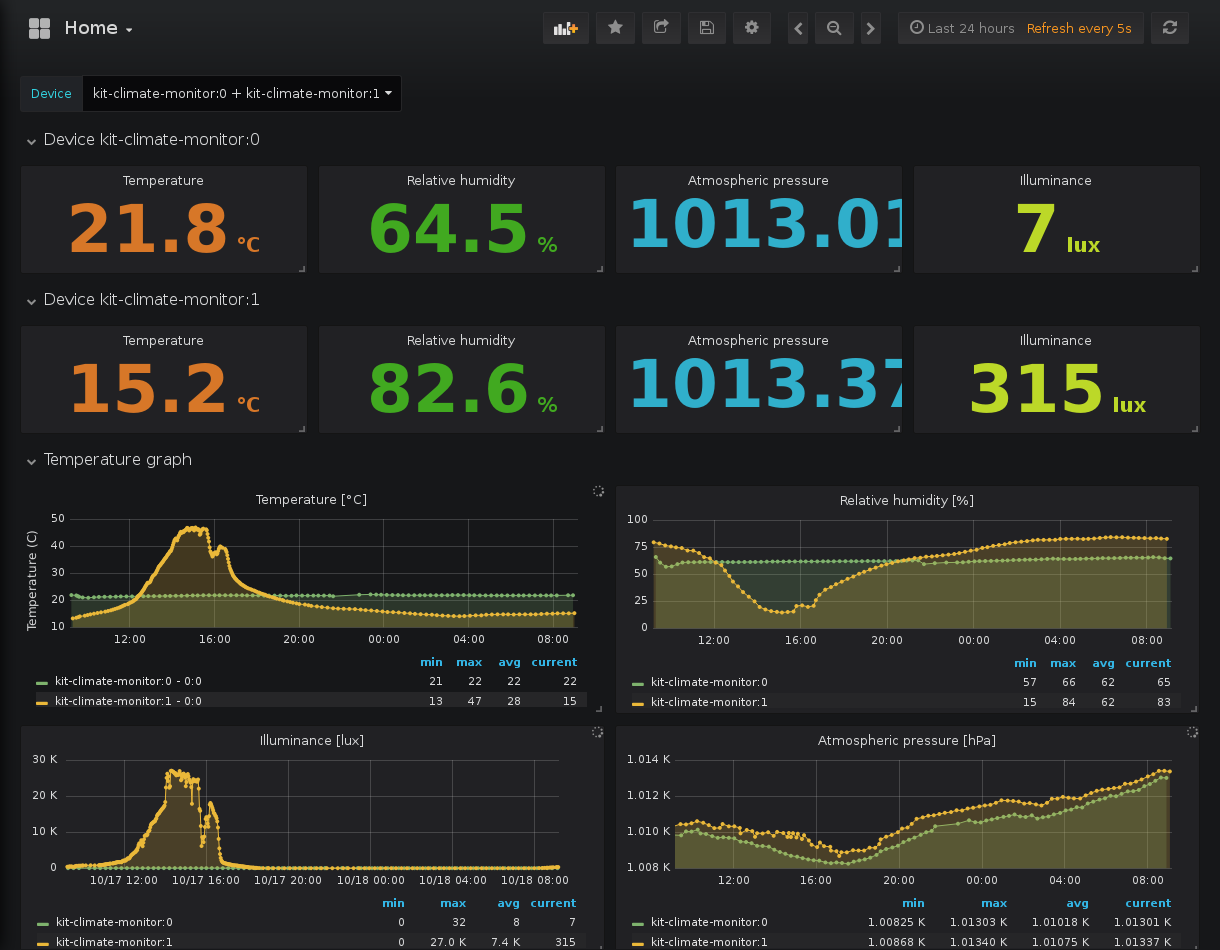 Home
Last 24 hours Refresh every 5s
Device kit-climate-monitor:0 + kit-climate-monitor:1
Device kit-climate-monitor:0
Temperature Relative humidity Atmospheric pressure Illuminance
21.8 °C 64.5 % 1013.01 7 lux
Device kit-climate-monitor:1
Temperature Relative humidity Atmospheric pressure Illuminance
15.2 °C 82.6 % 1013.37 315 lux
Temperature graph
Temperature [°C]
Temperature (C)
50
40
30
20
10
12:00 16:00 20:00 00:00 04:00 08:00
min max avg current
kit-climate-monitor:0 - 0:0 21 22 22 22
kit-climate-monitor:1 - 0:0 13 47 28 15
Relative humidity [%]
100
75
50
25
0
12:00 16:00 20:00 00:00 04:00 08:00
min max avg current
kit-climate-monitor:0 57 66 62 65
kit-climate-monitor:1 15 84 62 83
Illuminance [lux]
30 K
20 K
10 K
0
10/17 12:00 10/17 16:00 10/17 20:00 10/18 00:00 10/18 04:00 10/18 08:00
min max avg current
kit-climate-monitor:0 0 32 8 7
kit-climate-monitor:1 0 27.0 K 7.4 K 315
Atmospheric pressure [hPa]
1.014 K
1.012 K
1.010 K
1.008 K
12:00 16:00 20:00 00:00 04:00 08:00
min max avg current
kit-climate-monitor:0 1.00825 K 1.01303 K 1.01018 K 1.01301 K
kit-climate-monitor:1 1.00868 K 1.01340 K 1.01075 K 1.01337 K